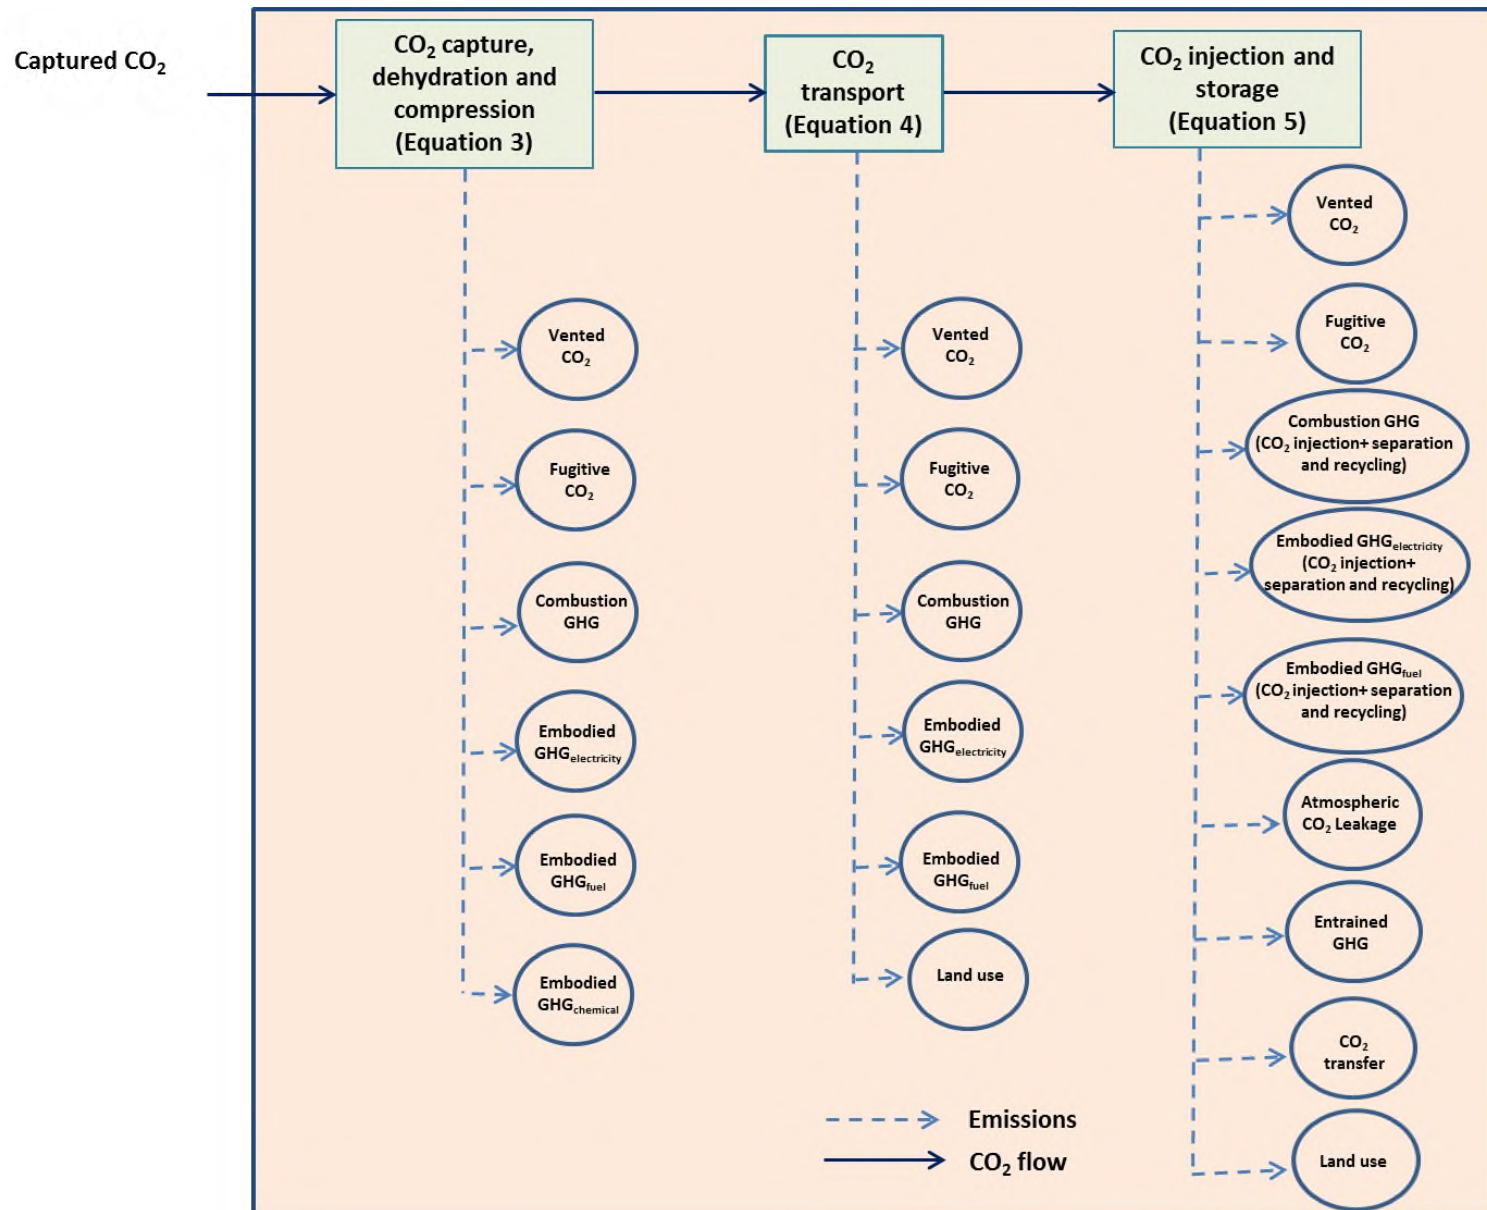 Captured CO₂
CO₂ capture,
dehydration and
compression
(Equation 3)
CO₂
transport
(Equation 4)
CO₂ injection and
storage
(Equation 5)
Vented
CO₂
Fugitive
CO₂
Combustion
GHG
Embodied
GHGelectricity
Embodied
GHGfuel
Embodied
GHGchemical
Vented
CO₂
Fugitive
CO₂
Combustion
GHG
Embodied
GHGelectricity
Embodied
GHGfuel
Land use
Vented
CO₂
Fugitive
CO₂
Combustion GHG
(CO₂ injection+ separation
and recycling)
Embodied GHGelectricity
(CO₂ injection+
separation and recycling)
Embodied GHGfuel
(CO₂ injection+ separation
and recycling)
Atmospheric
CO₂ Leakage
Entrained
GHG
CO₂
transfer
Land use
Emissions
CO₂ flow